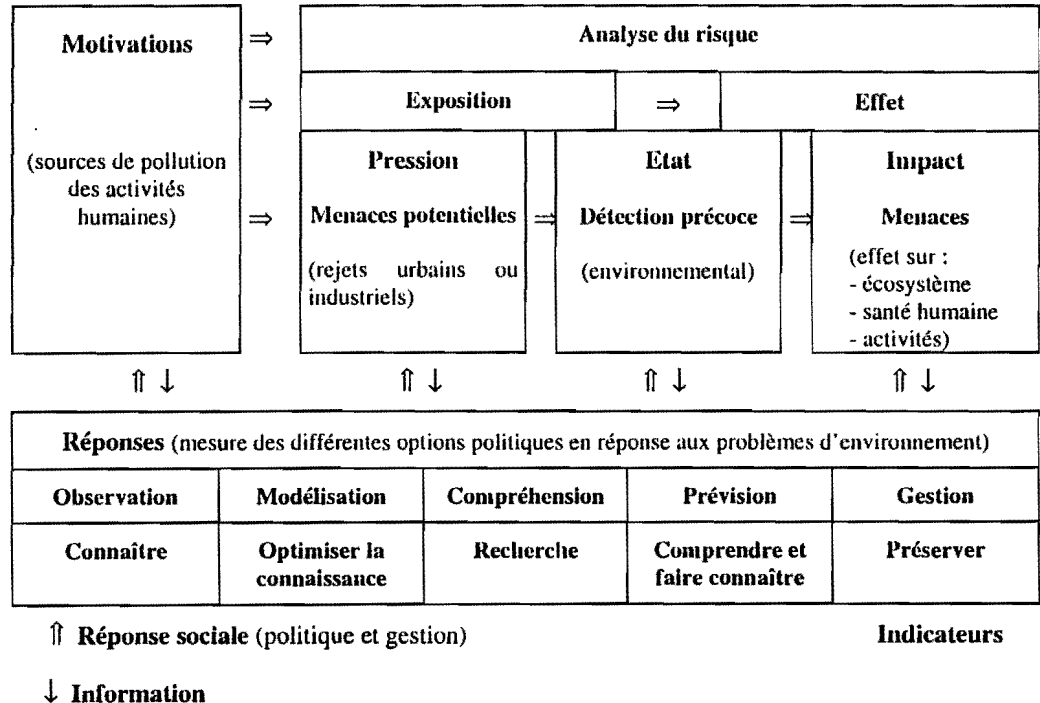 Motivations
(sources de pollution
des activités
humaines)
⇒
⇒
⇒
Analyse du risque
Exposition
⇒
Effet
Pression
Menaces potentielles
(rejets urbains ou
industriels)
⇒
Etat
Détection précoce
(environnemental)
⇒
Impact
Menaces
(effet sur :
- écosystème
- santé humaine
- activités)
⇑ ↓ ⇑ ↓ ⇑ ↓ ⇑ ↓
Réponses (mesure des différentes options politiques en réponse aux problèmes d'environnement)
Observation
Modélisation
Compréhension
Prévision
Gestion
Connaître
Optimiser la
connaissance
Recherche
Comprendre et
faire connaître
Préserver
⇑ Réponse sociale (politique et gestion)
Indicateurs
↓ Information